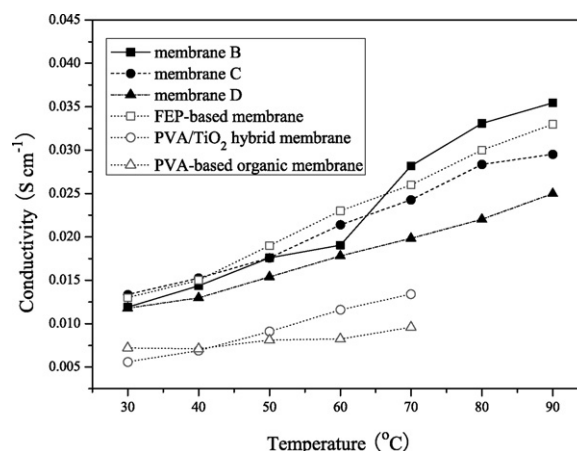 0.045
0.040
0.035
0.030
0.025
0.020
0.015
0.010
0.005
Conductivity (S cm⁻¹)
membrane B
membrane C
membrane D
FEP-based membrane
PVA/TiO₂ hybrid membrane
PVA-based organic membrane
30 40 50 60 70 80 90
Temperature (°C)